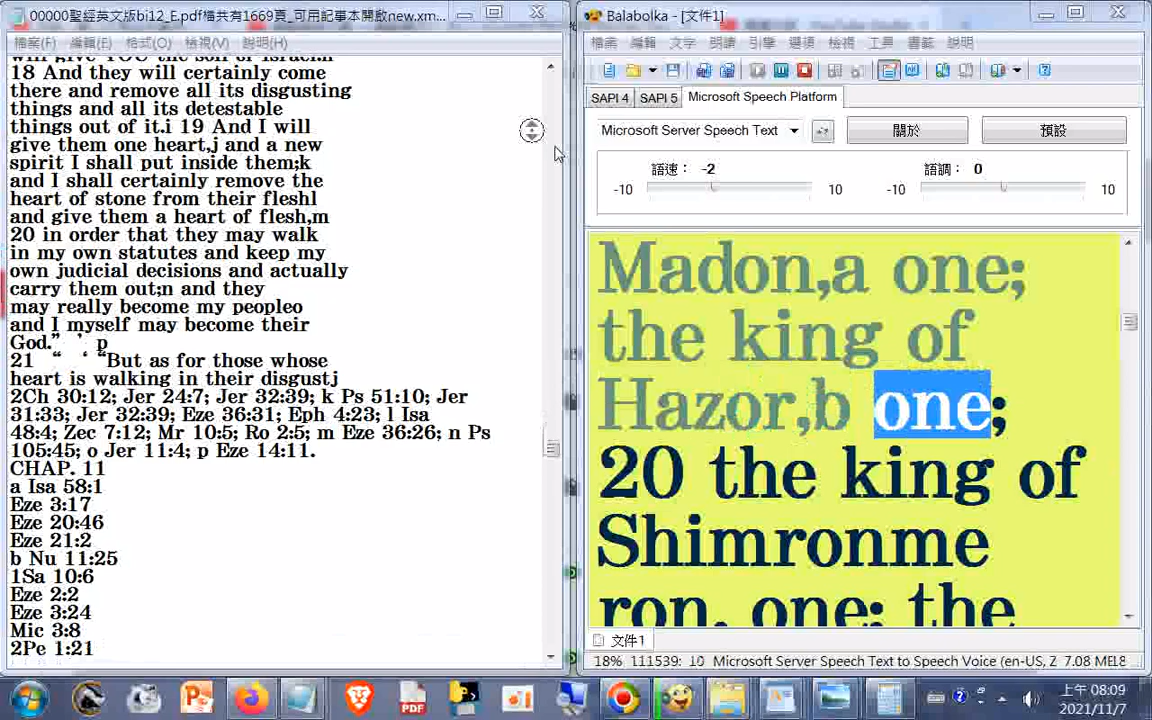 00000聖經英文版bi12_E.pdf檔共有1669頁_可用記事本開啟new.xm...
檔案(F) 編輯(E) 格式(O) 檢視(V) 說明(H)
will give YOU the soil of Israel.h
18 And they will certainly come
there and remove all its disgusting
things and all its detestable
things out of it.i 19 And I will
give them one heart,j and a new
spirit I shall put inside them;k
and I shall certainly remove the
heart of stone from their fleshl
and give them a heart of flesh,m
20 in order that they may walk
in my own statutes and keep my
own judicial decisions and actually
carry them out;n and they
may really become my peopleo
and I myself may become their
God.” ’ p
21 “ ‘ “But as for those whose
heart is walking in their disgustj
2Ch 30:12; Jer 24:7; Jer 32:39; k Ps 51:10; Jer
31:33; Jer 32:39; Eze 36:31; Eph 4:23; l Isa
48:4; Zec 7:12; Mr 10:5; Ro 2:5; m Eze 36:26; n Ps
105:45; o Jer 11:4; p Eze 14:11.
CHAP. 11
a Isa 58:1
Eze 3:17
Eze 20:46
Eze 21:2
b Nu 11:25
1Sa 10:6
Eze 2:2
Eze 3:24
Mic 3:8
2Pe 1:21
Balabolka - [文件1]
檔案 編輯 文字 朗讀 引擎 選項 檢視 工具 書籤 說明
SAPI 4 SAPI 5 Microsoft Speech Platform
Microsoft Server Speech Text 關於 預設
語速： -2 語調： 0
-10 10 -10 10
Madon,a one;
the king of
Hazor,b one;
20 the king of
Shimronme
ron, one; the
文件1
18% 111539: 10 Microsoft Server Speech Text to Speech Voice (en-US, Z 7.08 MEL8
上午 08:09
2021/11/7